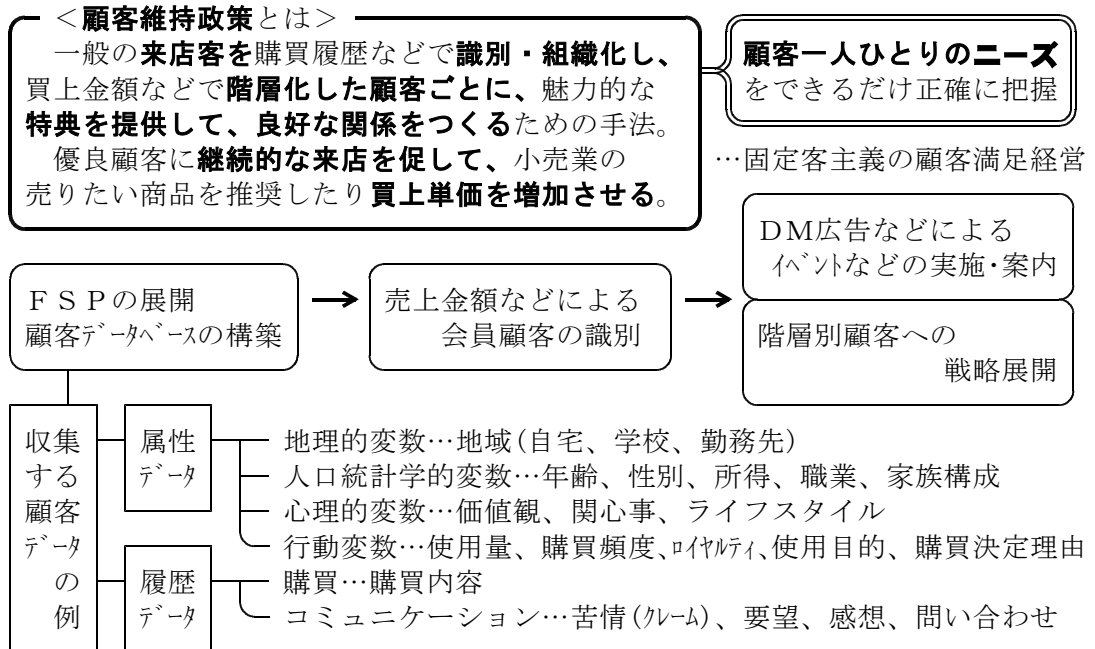 ＜顧客維持政策とは＞
一般の来店客を購買履歴などで識別・組織化し、
買上金額などで階層化した顧客ごとに、魅力的な
特典を提供して、良好な関係をつくるための手法。
優良顧客に継続的な来店を促して、小売業の
売りたい商品を推奨したり買上単価を増加させる。
顧客一人ひとりのニーズ
をできるだけ正確に把握
…固定客主義の顧客満足経営
ＦＳＰの展開
顧客ﾃﾞｰﾀﾍﾞｰｽの構築
売上金額などによる
会員顧客の識別
ＤＭ広告などによる
ｲﾍﾞﾝﾄなどの実施･案内
階層別顧客への
戦略展開
収集
する
顧客
ﾃﾞｰﾀ
の
例
属性
ﾃﾞｰﾀ
地理的変数…地域(自宅、学校、勤務先)
人口統計学的変数…年齢、性別、所得、職業、家族構成
心理的変数…価値観、関心事、ライフスタイル
行動変数…使用量、購買頻度、ﾛｲﾔﾙﾃｨ、使用目的、購買決定理由
履歴
ﾃﾞｰﾀ
購買…購買内容
コミュニケーション…苦情(ｸﾚｰﾑ)、要望、感想、問い合わせ